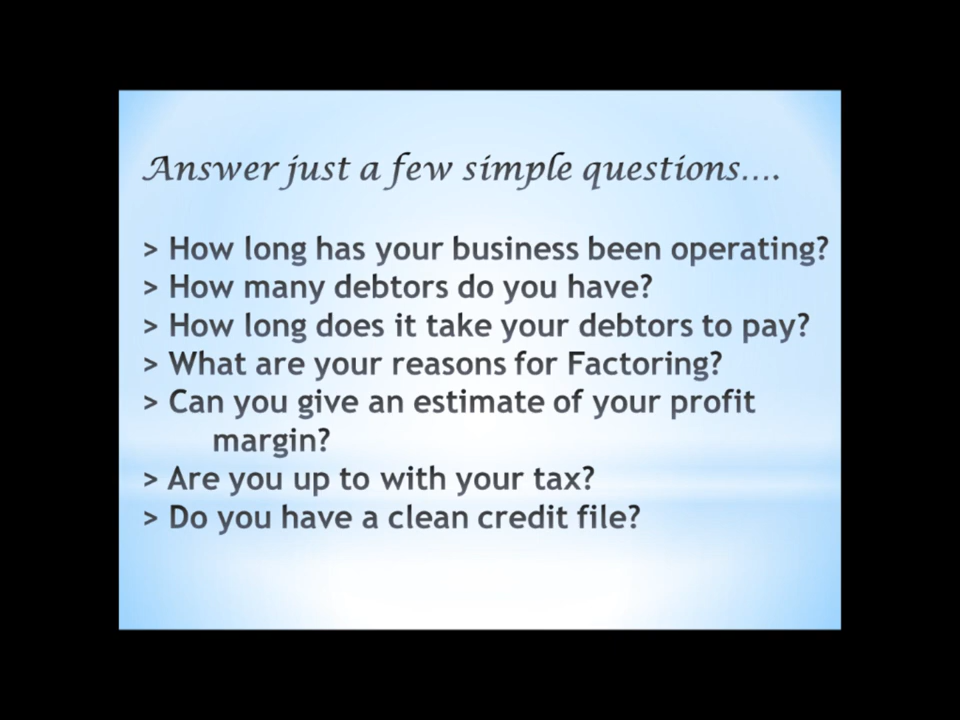 Answer just a few simple questions....
> How long has your business been operating?
> How many debtors do you have?
> How long does it take your debtors to pay?
> What are your reasons for Factoring?
> Can you give an estimate of your profit
margin?
> Are you up to with your tax?
> Do you have a clean credit file?